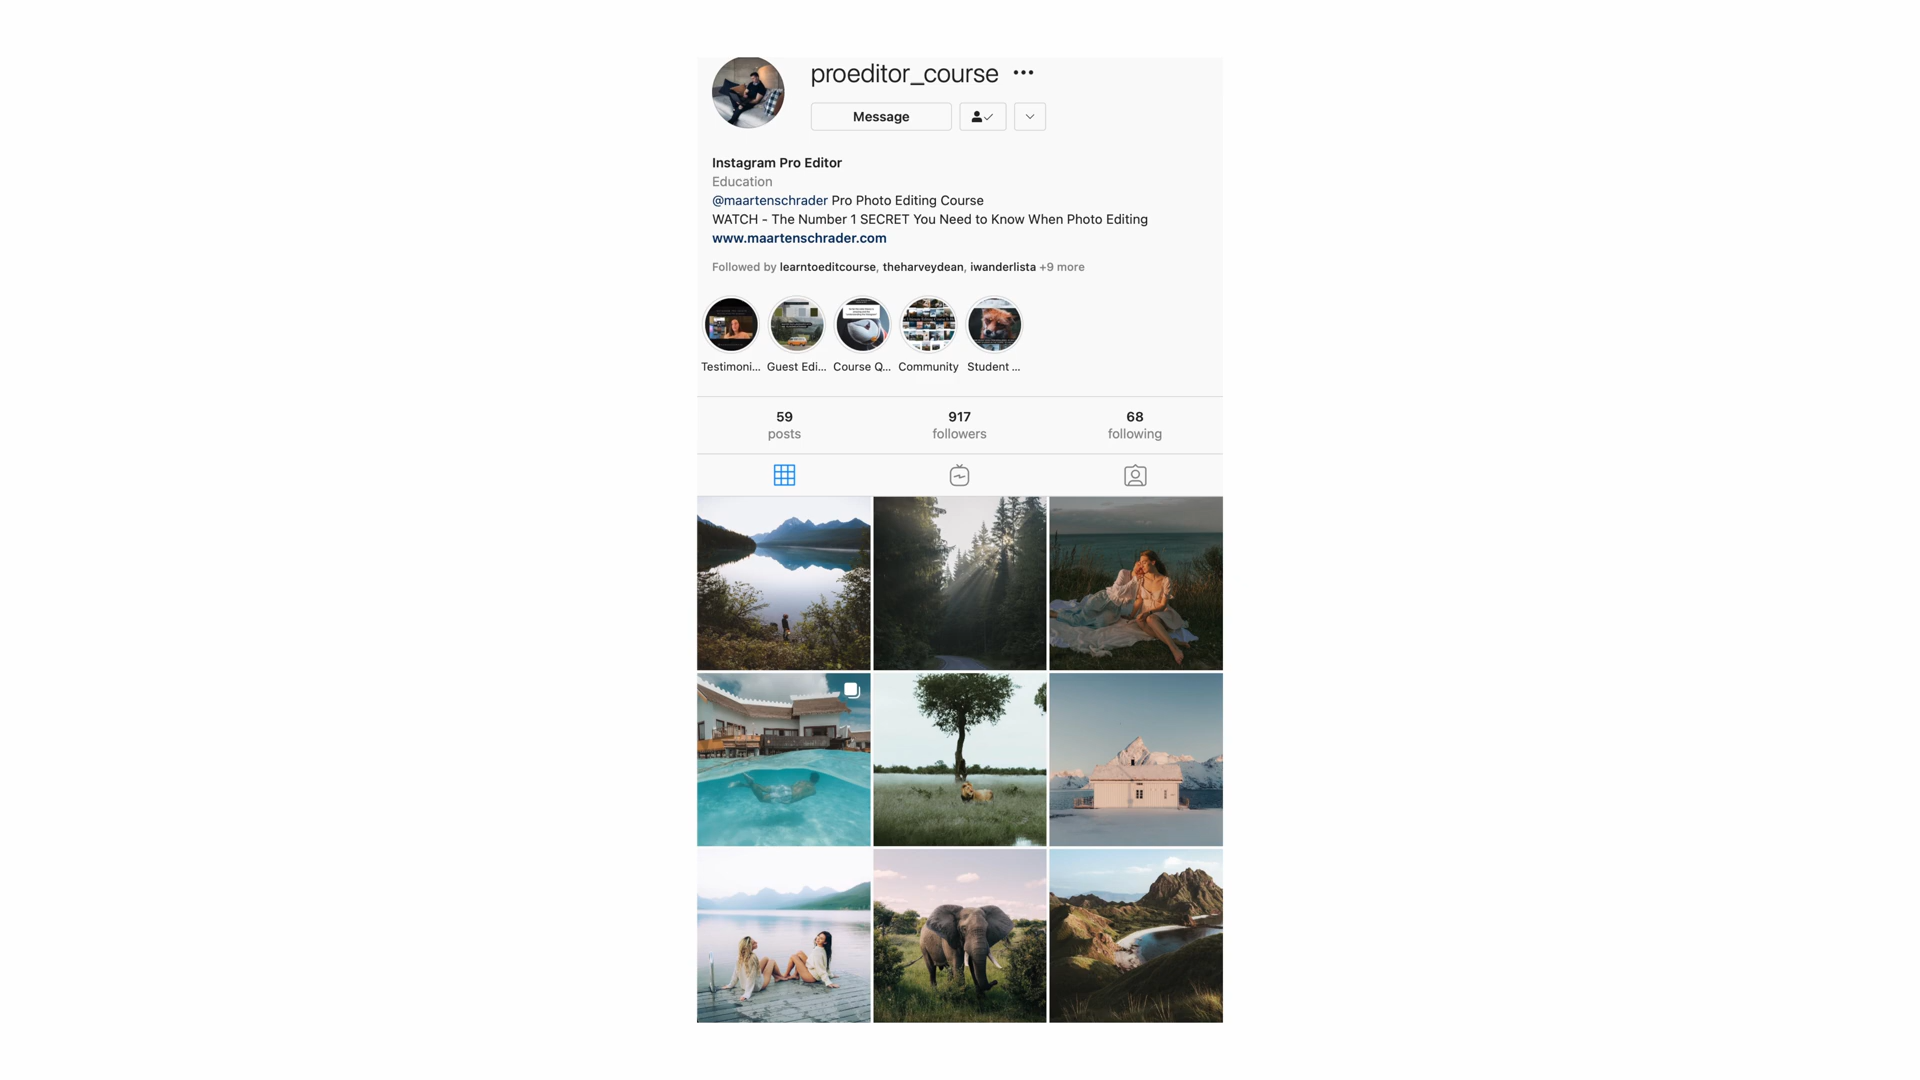 proeditor_course
Message
Instagram Pro Editor
Education
@maartenschrader Pro Photo Editing Course
WATCH - The Number 1 SECRET You Need to Know When Photo Editing
www.maartenschrader.com
Followed by learntoeditcourse, theharveydean, iwanderlista +9 more
Testimoni... Guest Edi... Course Q... Community Student ...
59 917 68
posts followers following